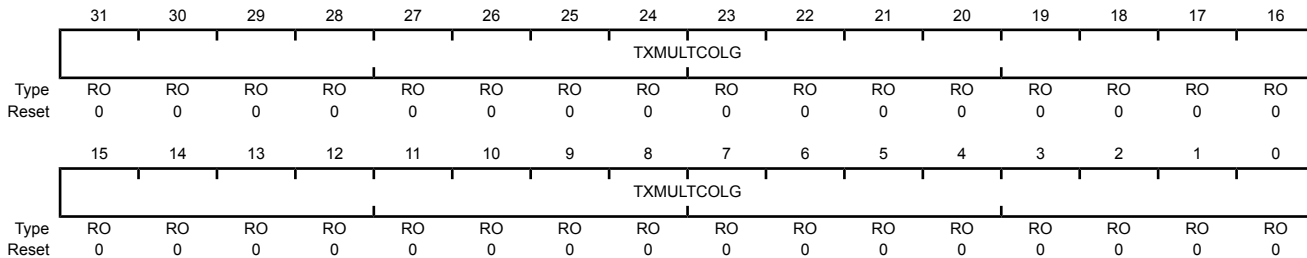 31 30 29 28 27 26 25 24 23 22 21 20 19 18 17 16
TXMULTCOLG
Type RO RO RO RO RO RO RO RO RO RO RO RO RO RO RO RO
Reset 0 0 0 0 0 0 0 0 0 0 0 0 0 0 0 0
15 14 13 12 11 10 9 8 7 6 5 4 3 2 1 0
TXMULTCOLG
Type RO RO RO RO RO RO RO RO RO RO RO RO RO RO RO RO
Reset 0 0 0 0 0 0 0 0 0 0 0 0 0 0 0 0